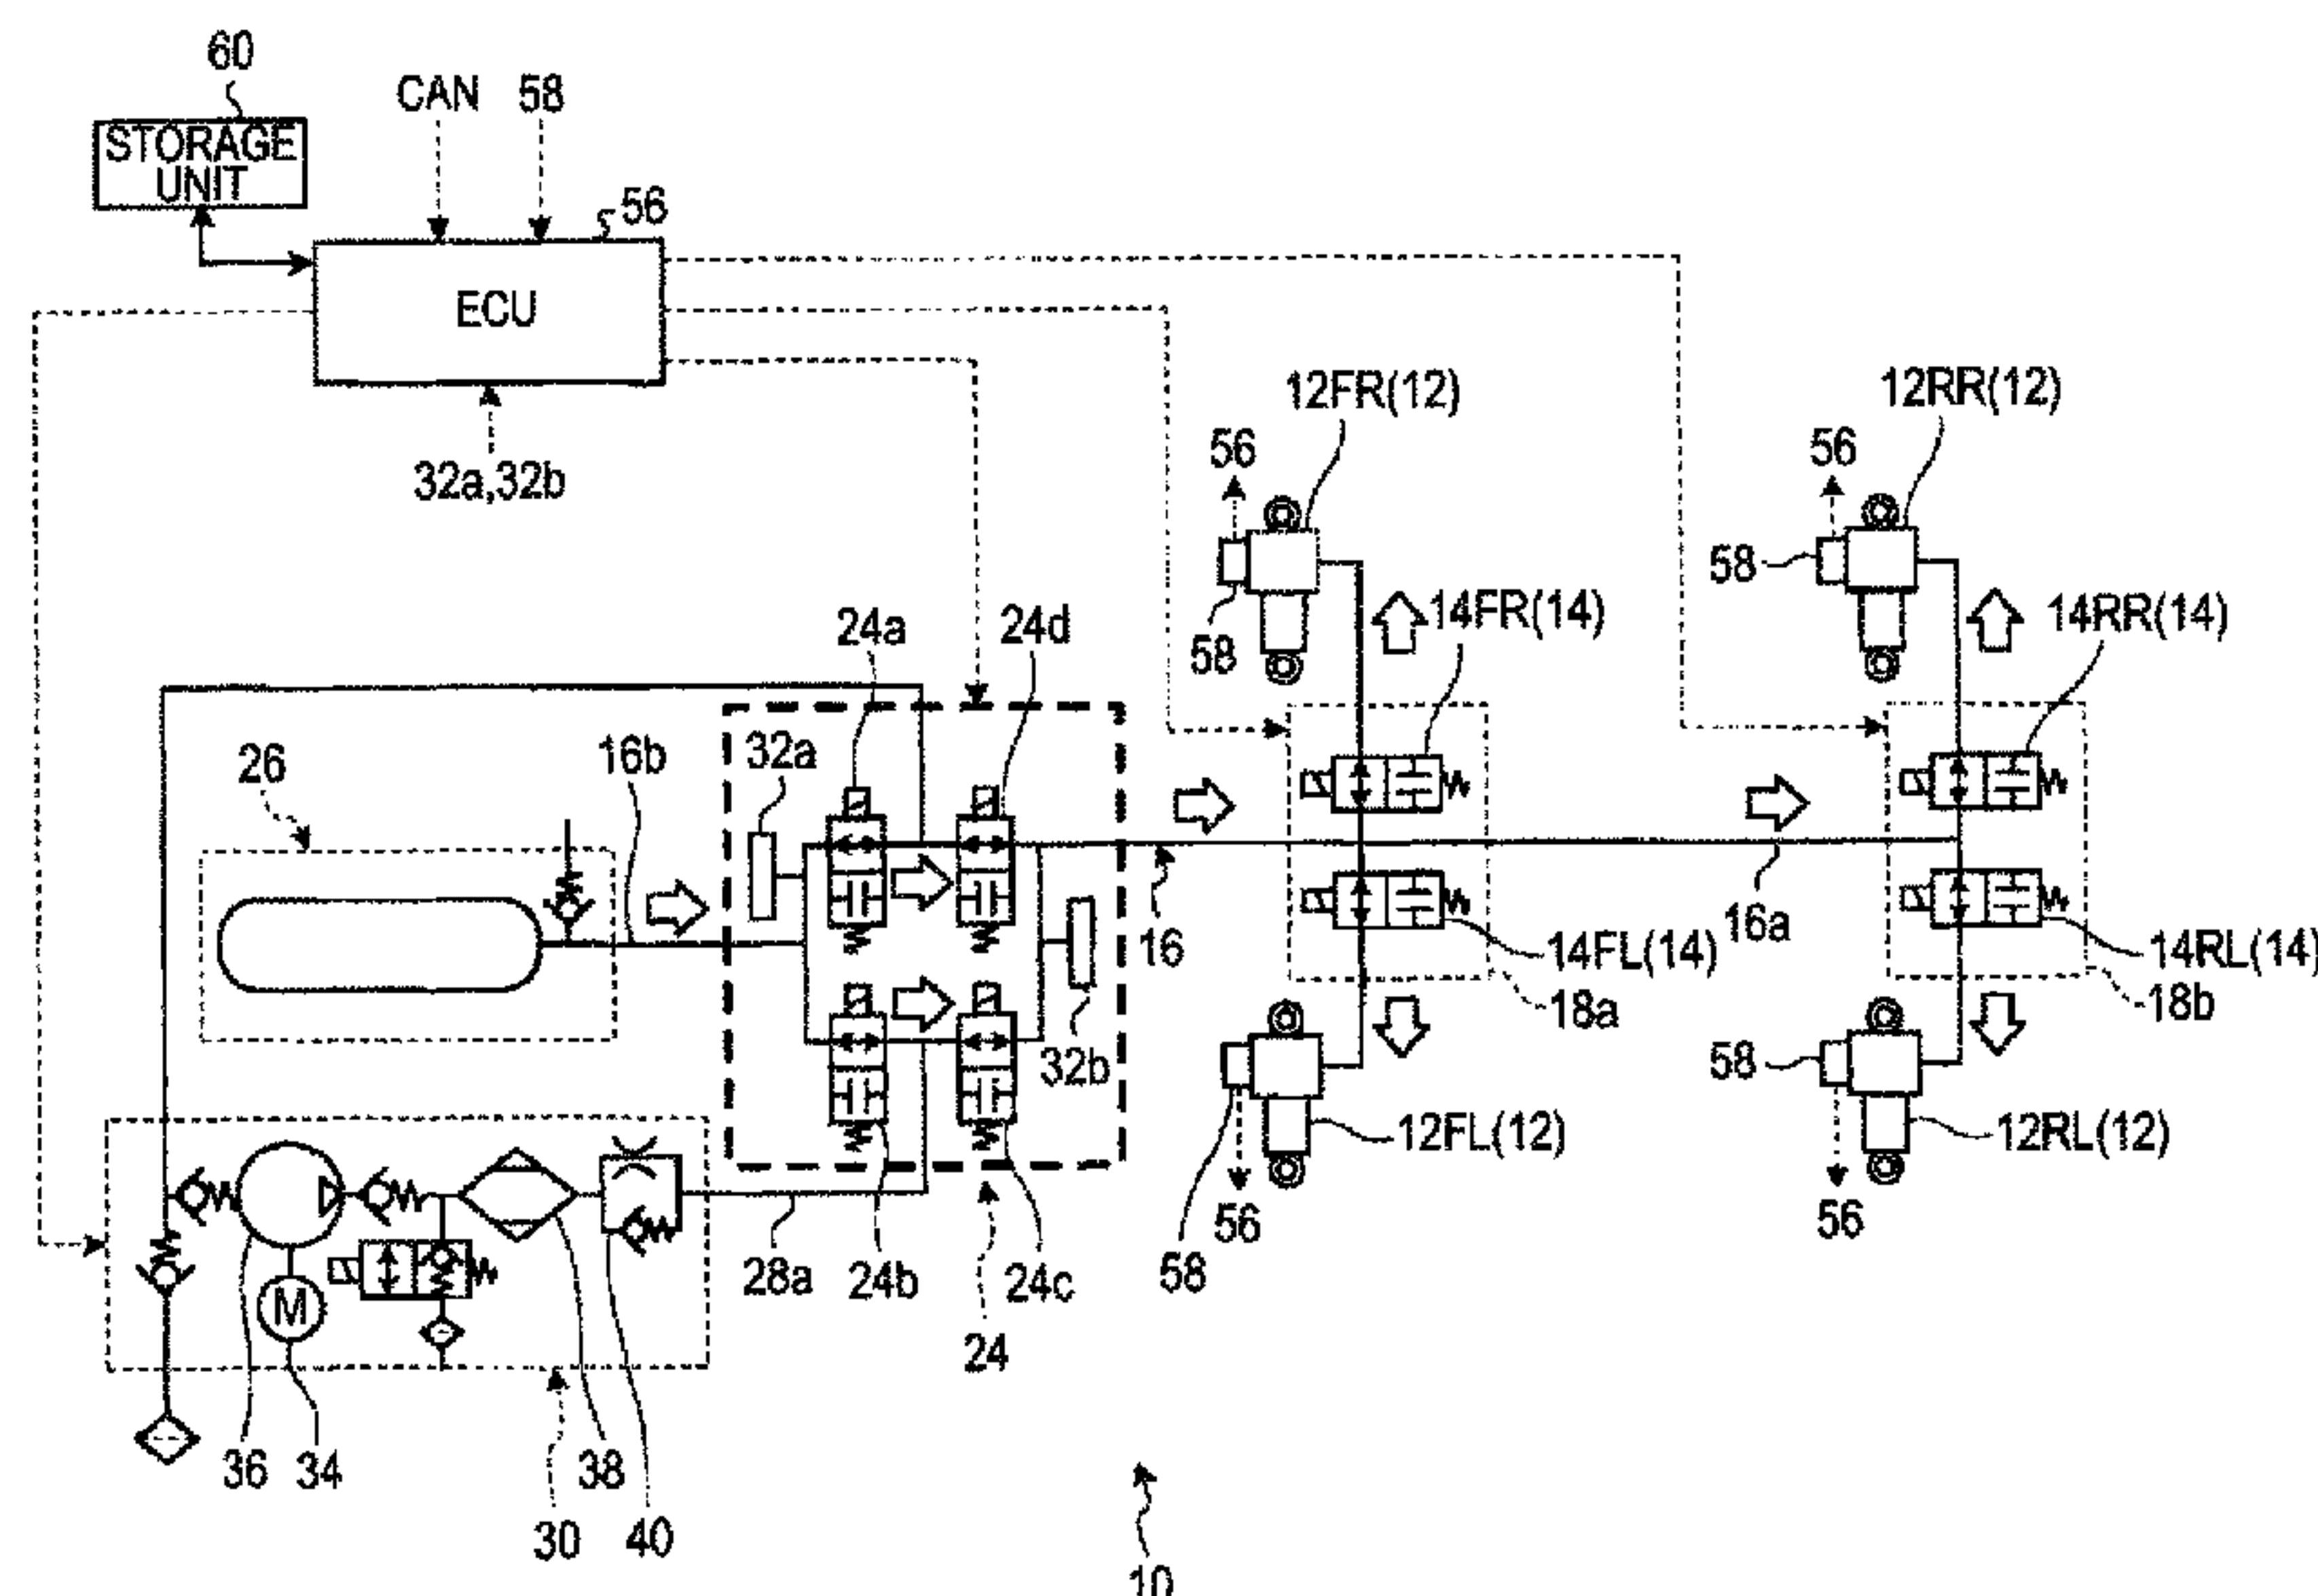 60
CAN 58
STORAGE
UNIT
56
ECU
12FR(12)
12RR(12)
56
56
32a,32b
58
58
24a
24d
14FR(14)
14RR(14)
26
16b
32a
16
14FL(14)
16a
14RL(14)
18a
18b
32b
58
12FL(12)
12RL(12)
28a
24b
24c
58
56
56
24
36
34
38
30
40
10
M